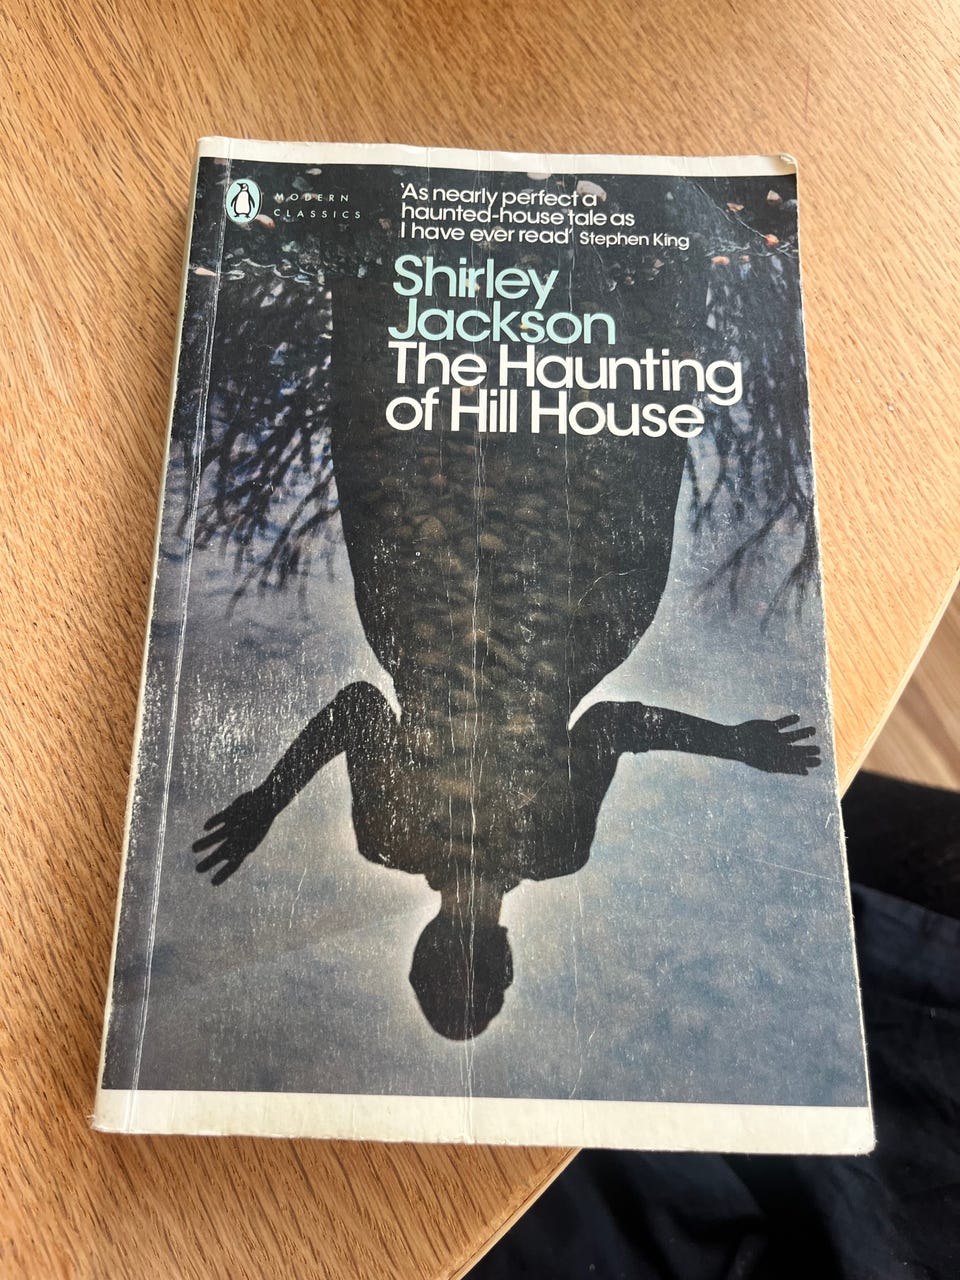 MODERN
CLASSICS
‘As nearly perfect a
haunted-house tale as
I have ever read’ Stephen King
Shirley
Jackson
The Haunting
of Hill House